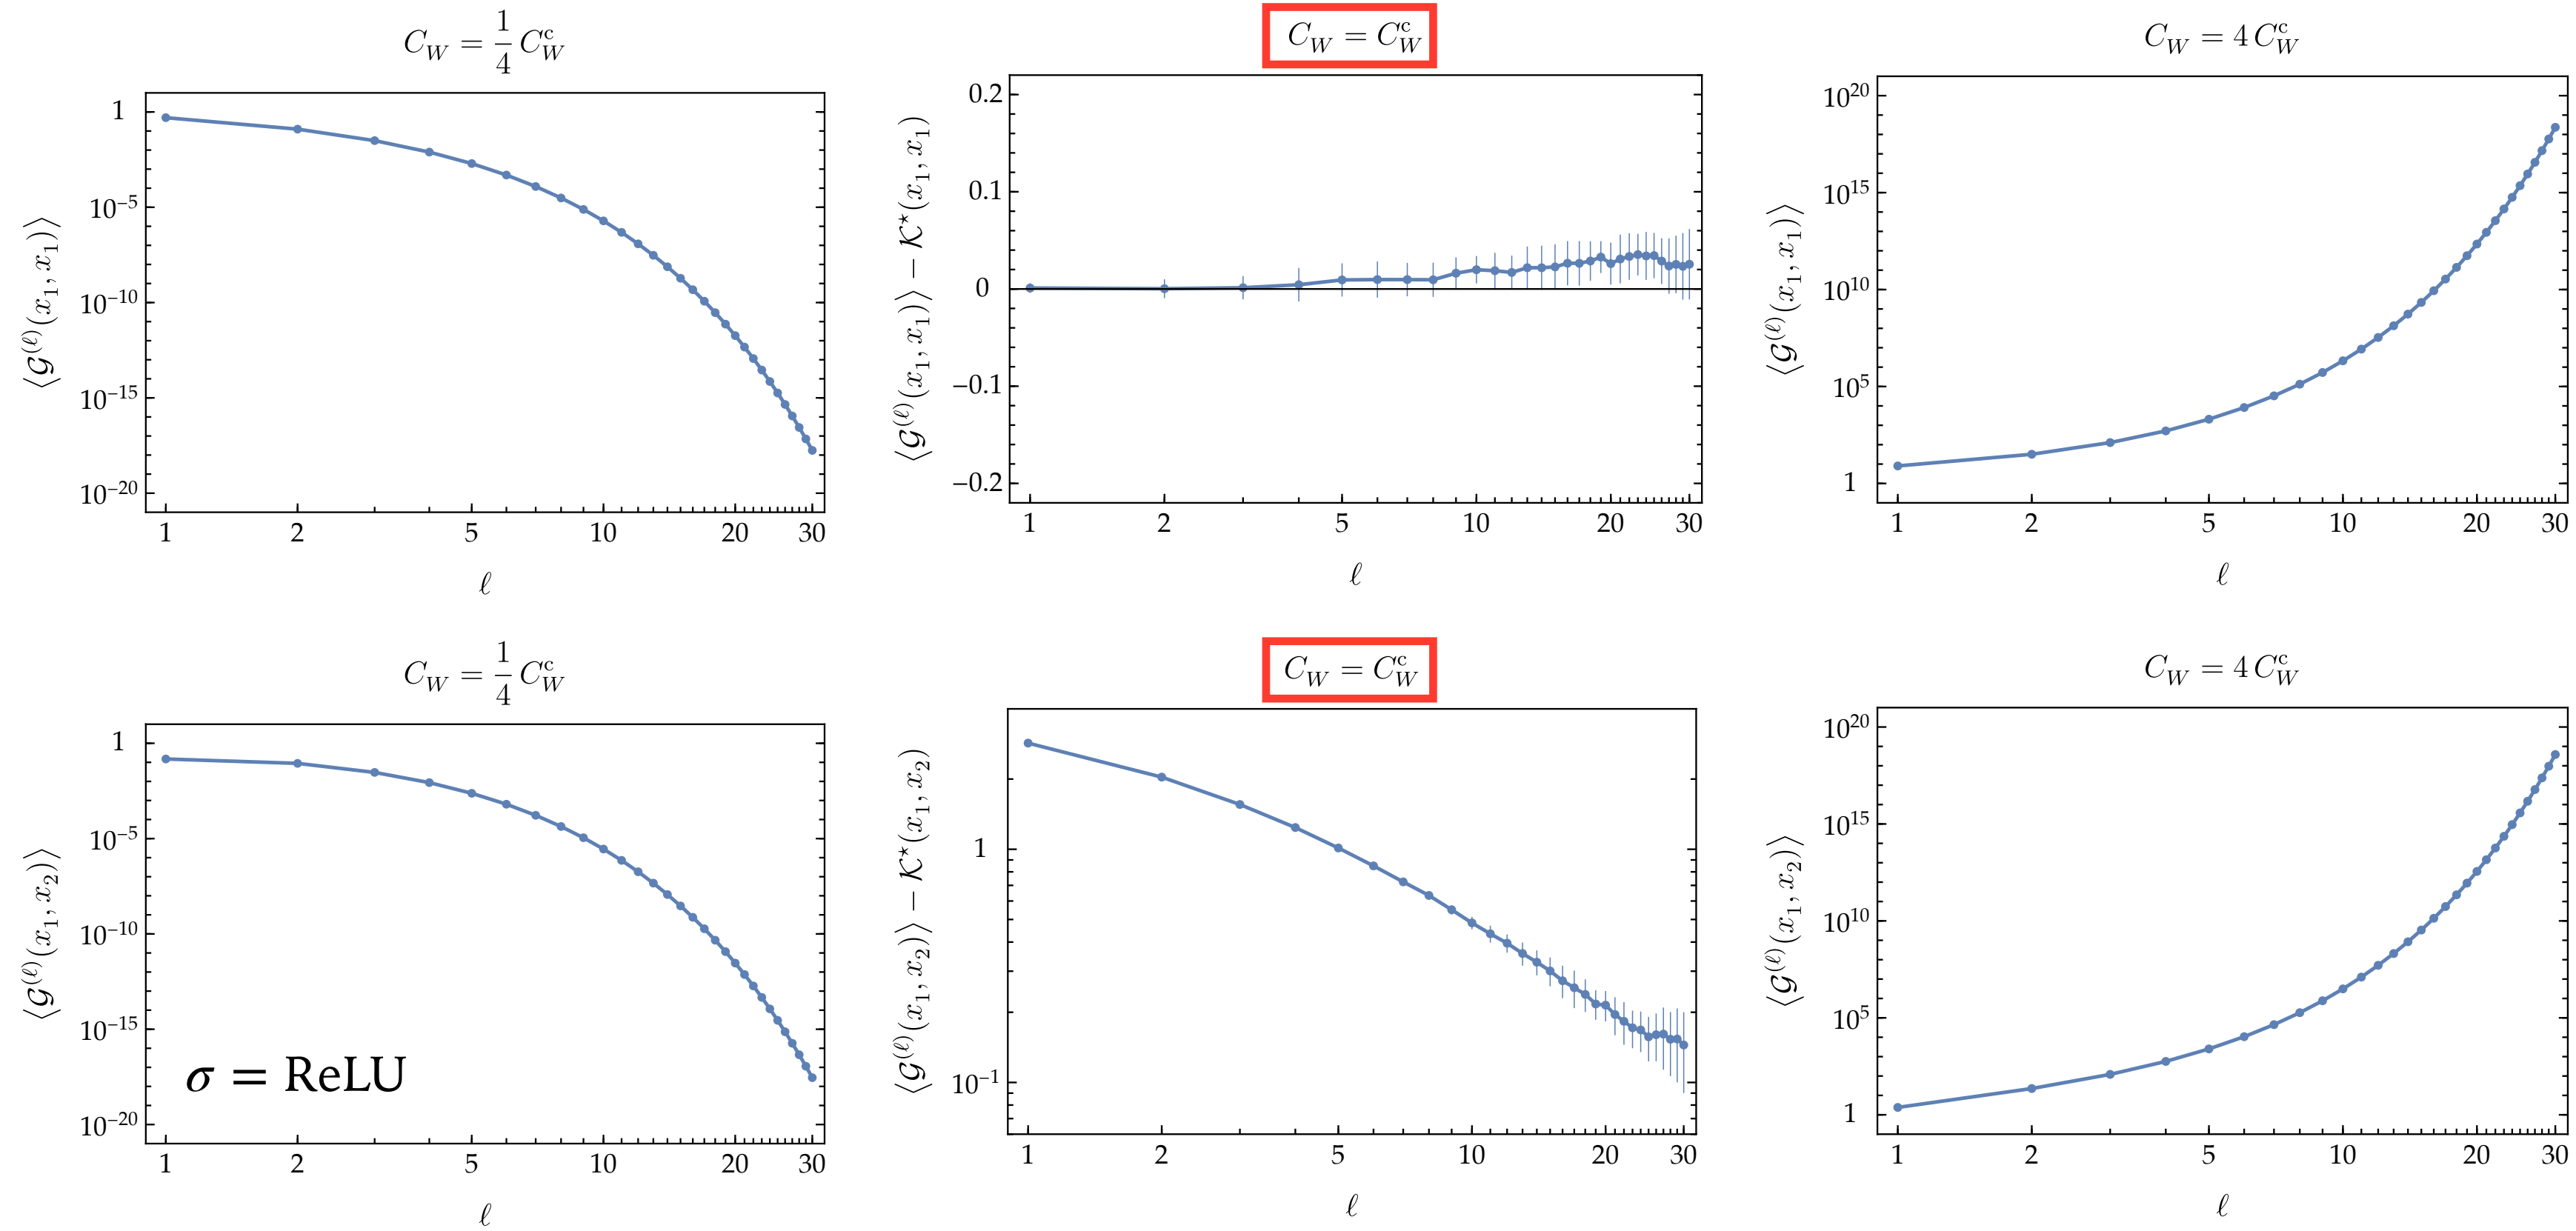 C_W = 1/4 C_W^c
C_W = C_W^c
C_W = 4 C_W^c
⟨𝒢^(ℓ)(x_1, x_1)⟩
1
10^−5
10^−10
10^−15
10^−20
1 2 5 10 20 30
ℓ
⟨𝒢^(ℓ)(x_1, x_1)⟩ − 𝒦^⋆(x_1, x_1)
0.2
0.1
0
−0.1
−0.2
1 2 5 10 20 30
ℓ
⟨𝒢^(ℓ)(x_1, x_1)⟩
10^20
10^15
10^10
10^5
1
1 2 5 10 20 30
ℓ
C_W = 1/4 C_W^c
C_W = C_W^c
C_W = 4 C_W^c
⟨𝒢^(ℓ)(x_1, x_2)⟩
1
10^−5
10^−10
10^−15
10^−20
σ = ReLU
1 2 5 10 20 30
ℓ
⟨𝒢^(ℓ)(x_1, x_2)⟩ − 𝒦^⋆(x_1, x_2)
1
10^−1
1 2 5 10 20 30
ℓ
⟨𝒢^(ℓ)(x_1, x_2)⟩
10^20
10^15
10^10
10^5
1
1 2 5 10 20 30
ℓ